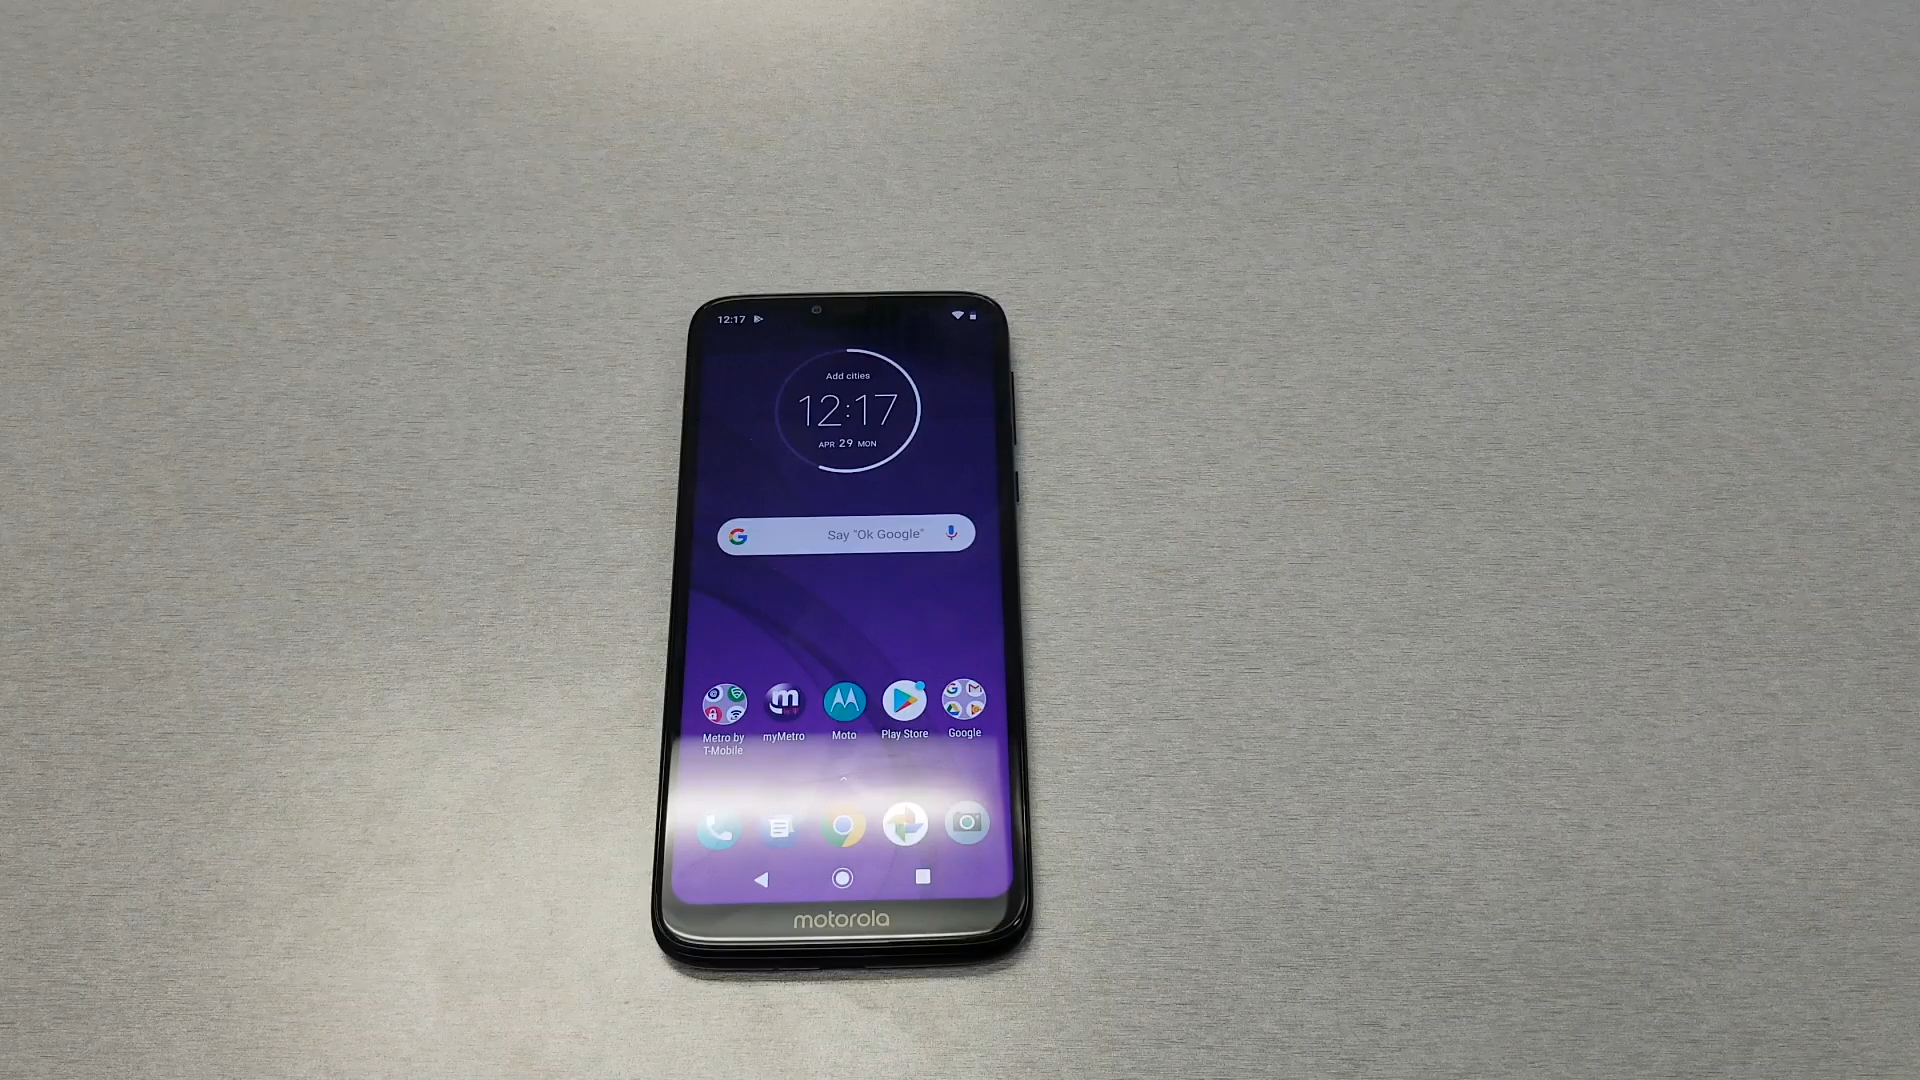 12:17
Add cities
12:17
APR 29 MON
G
Say "Ok Google"
m
Metro by
T-Mobile
myMetro
Moto
Play Store
Google
motorola